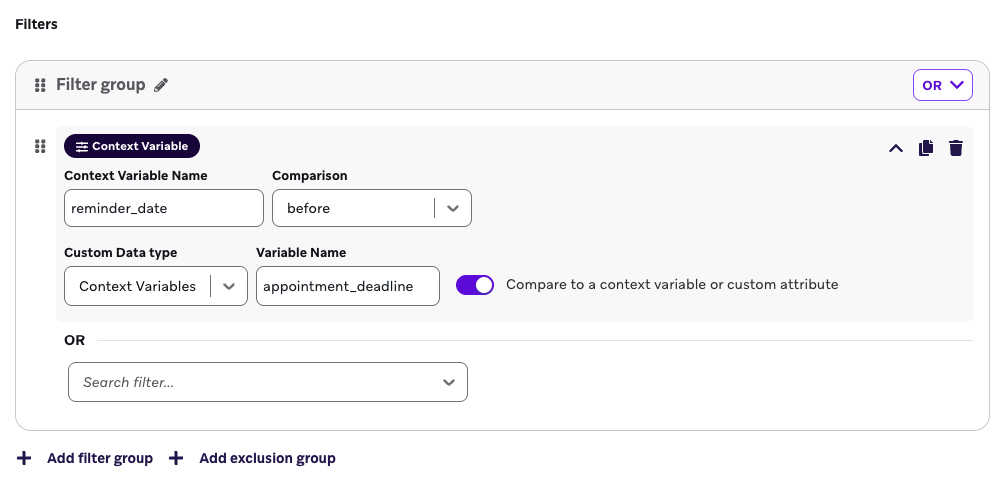 Filters
Filter group
OR
Context Variable
Context Variable Name Comparison
reminder_date before
Custom Data type Variable Name
Context Variables appointment_deadline Compare to a context variable or custom attribute
OR
Search filter...
Add filter group Add exclusion group